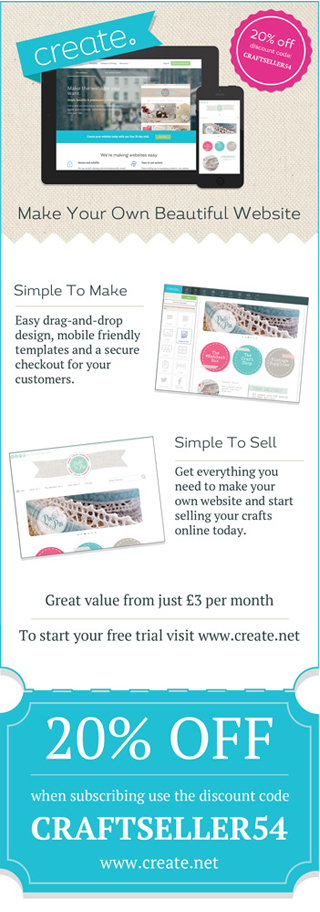 create.
20% off
discount code:
CRAFTSELLER54
Make Your Own Beautiful Website
Simple To Make
Easy drag-and-drop
design, mobile friendly
templates and a secure
checkout for your
customers.
The
Craft
Shop
Simple To Sell
Get everything you
need to make your
own website and start
selling your crafts
online today.
Great value from just £3 per month
To start your free trial visit www.create.net
20% OFF
when subscribing use the discount code
CRAFTSELLER54
www.create.net